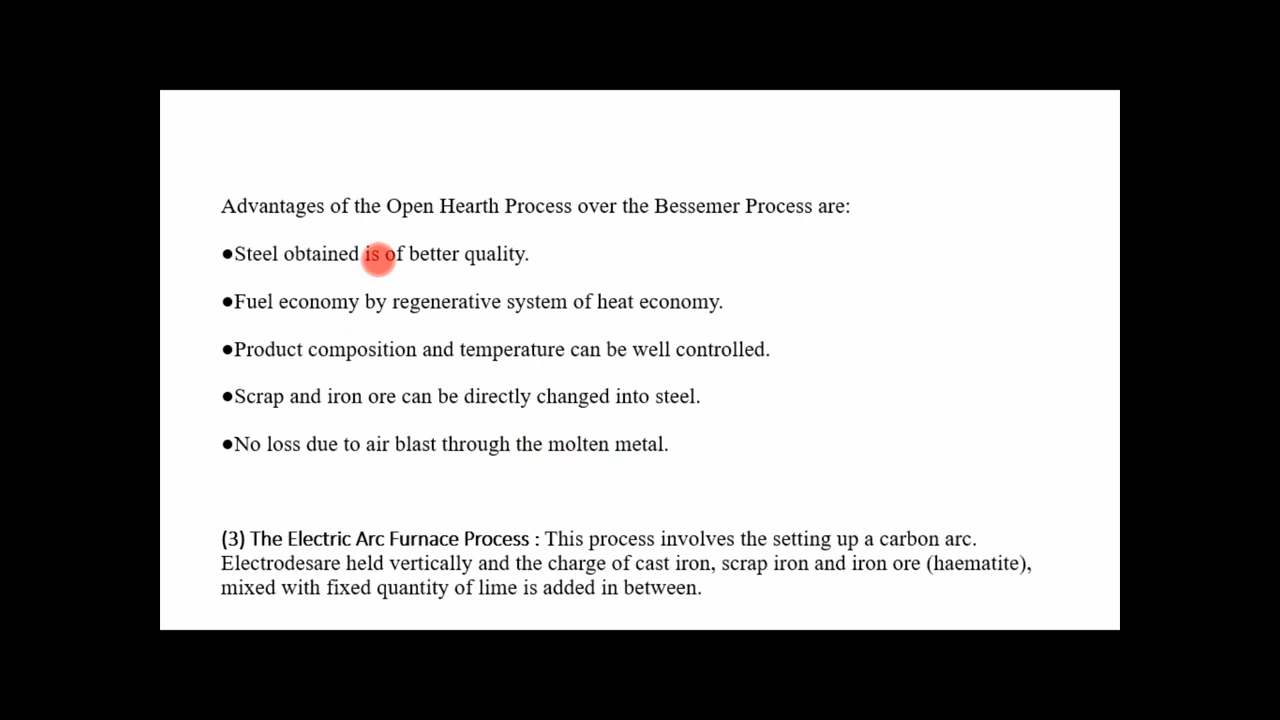 Advantages of the Open Hearth Process over the Bessemer Process are:
●Steel obtained is of better quality.
●Fuel economy by regenerative system of heat economy.
●Product composition and temperature can be well controlled.
●Scrap and iron ore can be directly changed into steel.
●No loss due to air blast through the molten metal.
(3) The Electric Arc Furnace Process : This process involves the setting up a carbon arc.
Electrodesare held vertically and the charge of cast iron, scrap iron and iron ore (haematite),
mixed with fixed quantity of lime is added in between.